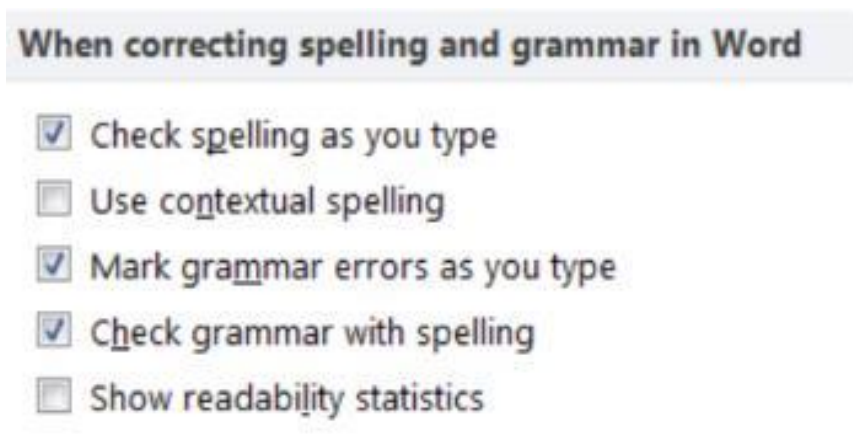 When correcting spelling and grammar in Word
Check spelling as you type
Use contextual spelling
Mark grammar errors as you type
Check grammar with spelling
Show readability statistics